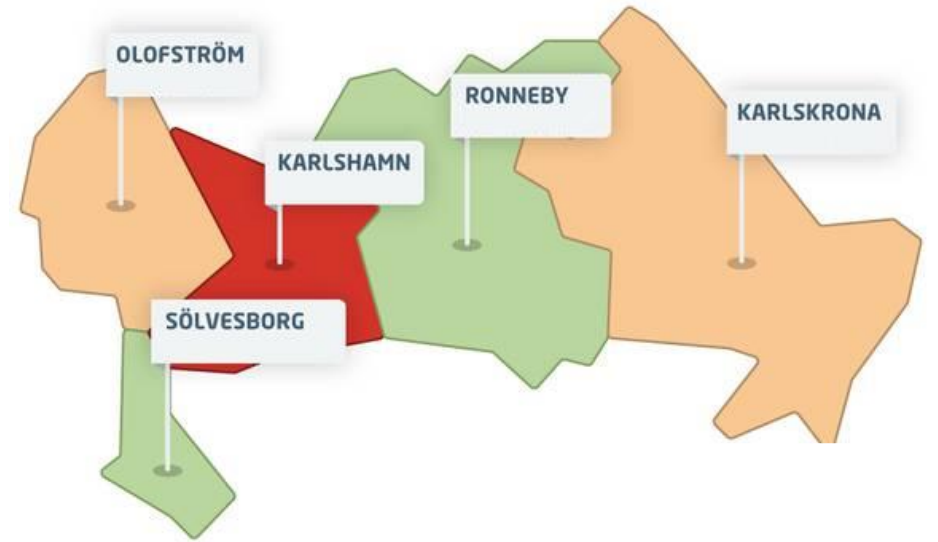 OLOFSTRÖM
RONNEBY
KARLSKRONA
KARLSHAMN
SÖLVESBORG